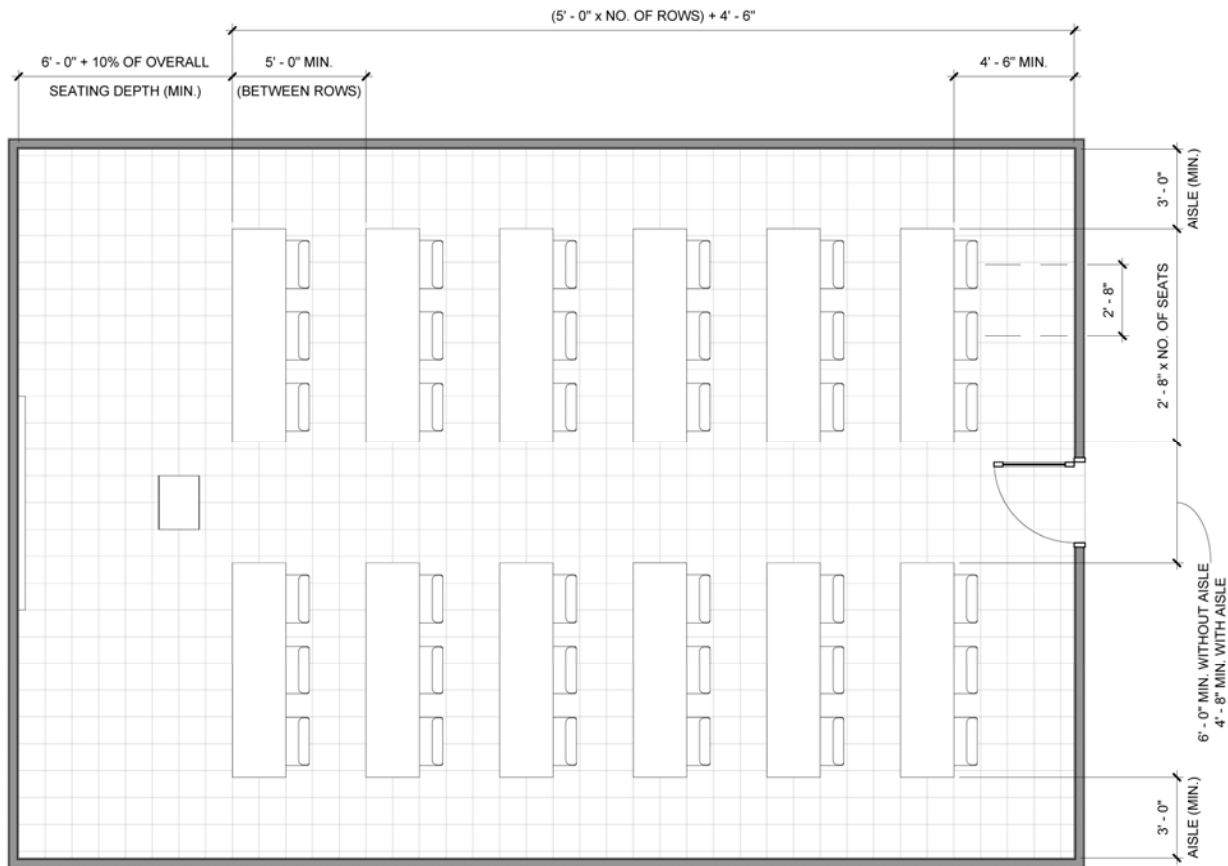 (5' - 0" x NO. OF ROWS) + 4' - 6"
6' - 0" + 10% OF OVERALL
SEATING DEPTH (MIN.)
5' - 0" MIN.
(BETWEEN ROWS)
4' - 6" MIN.
3' - 0"
AISLE (MIN.)
2' - 8"
2' - 8" x NO. OF SEATS
6' - 0" MIN. WITHOUT AISLE
4' - 8" MIN. WITH AISLE
3' - 0"
AISLE (MIN.)